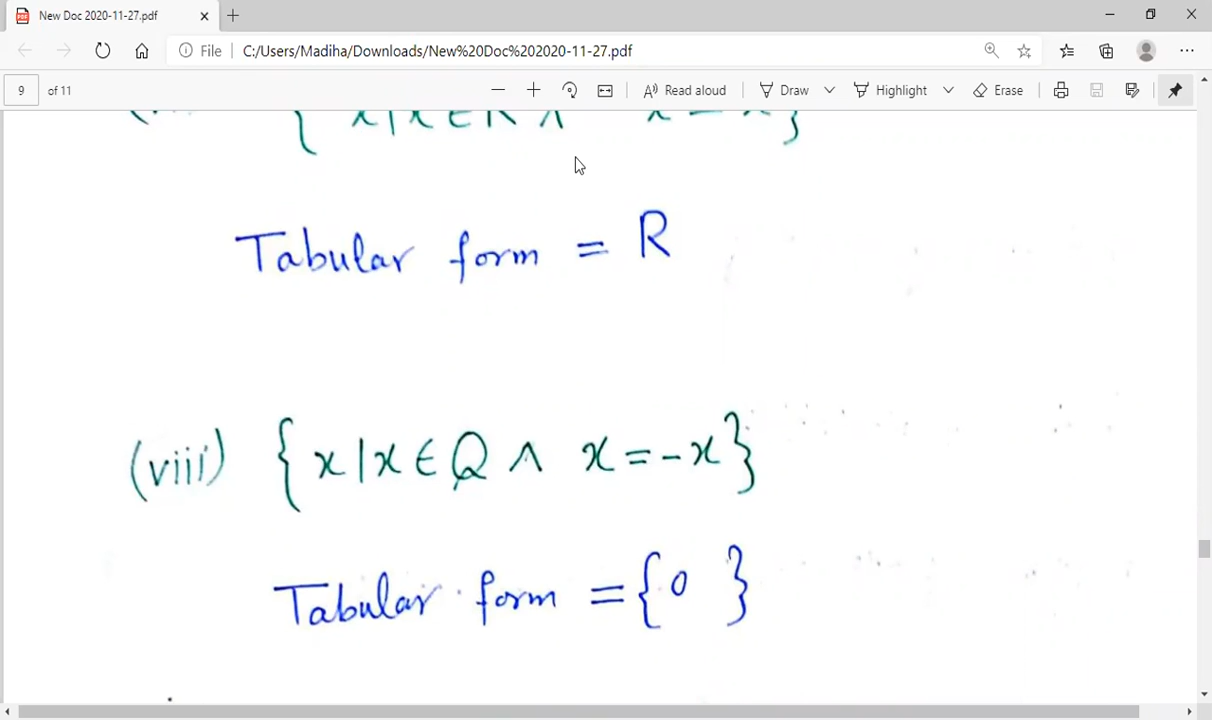 New Doc 2020-11-27.pdf
File C:/Users/Madiha/Downloads/New%20Doc%202020-11-27.pdf
9 of 11 Read aloud Draw Highlight Erase
{ x | x ∈ R ∧ x = x }
Tabular form = R
(viii) { x | x ∈ Q ∧ x = -x }
Tabular form = { 0 }